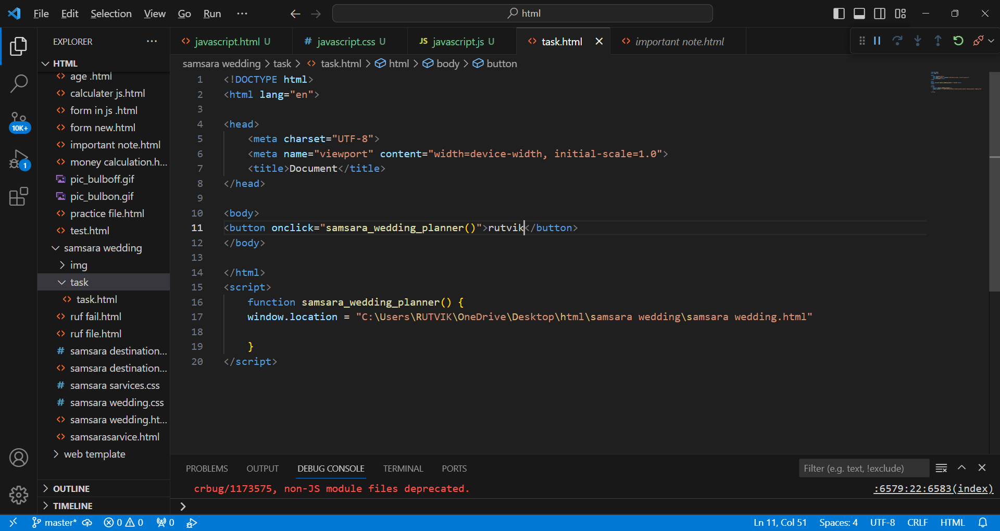 File Edit Selection View Go Run ··· html
EXPLORER ···
HTML
age .html
calculater js.html
form in js .html
form new.html
important note.html
money calculation.h...
pic_bulboff.gif
pic_bulbon.gif
practice file.html
test.html
samsara wedding
img
task
task.html
ruf fail.html
ruf file.html
samsara destination...
samsara destination...
samsara sarvices.css
samsara wedding.css
samsara wedding.ht...
samsarasarvice.html
web template
OUTLINE
TIMELINE
10K+
1
javascript.html U # javascript.css U JS javascript.js U task.html important note.html
samsara wedding > task > task.html > html > body > button
1 <!DOCTYPE html>
2 <html lang="en">
3
4 <head>
5 <meta charset="UTF-8">
6 <meta name="viewport" content="width=device-width, initial-scale=1.0">
7 <title>Document</title>
8 </head>
9
10 <body>
11 <button onclick="samsara_wedding_planner()">rutvik</button>
12 </body>
13
14 </html>
15 <script>
16 function samsara_wedding_planner() {
17 window.location = "C:\Users\RUTVIK\OneDrive\Desktop\html\samsara wedding\samsara wedding.html"
18
19 }
20 </script>
PROBLEMS OUTPUT DEBUG CONSOLE TERMINAL PORTS Filter (e.g. text, !exclude)
crbug/1173575, non-JS module files deprecated. :6579:22:6583(index)
master* 0 0 0 Ln 11, Col 51 Spaces: 4 UTF-8 CRLF HTML